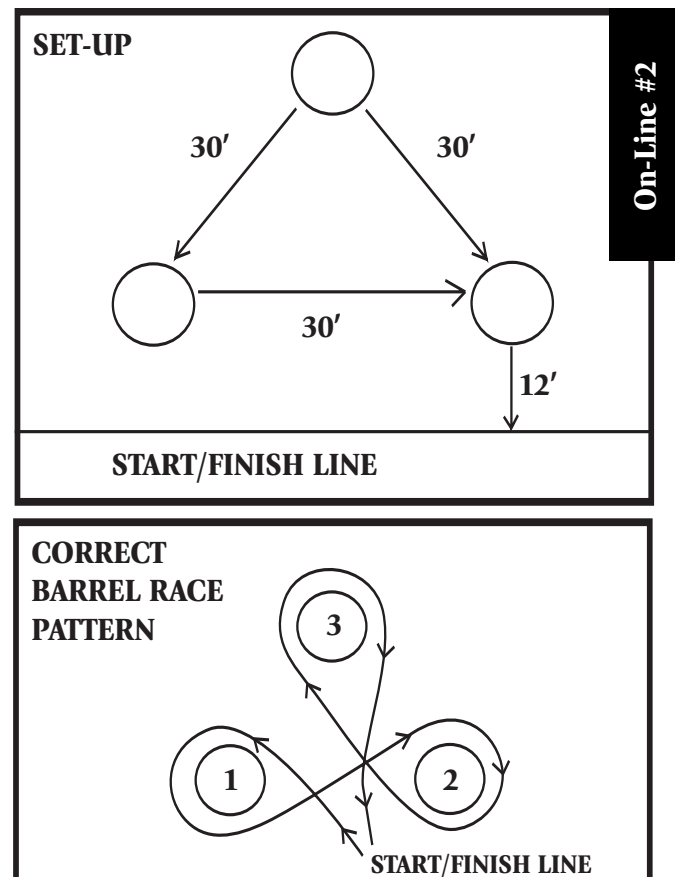 SET-UP
On-Line #2
30′
30′
30′
12′
START/FINISH LINE
CORRECT
BARREL RACE
PATTERN
3
1
2
START/FINISH LINE